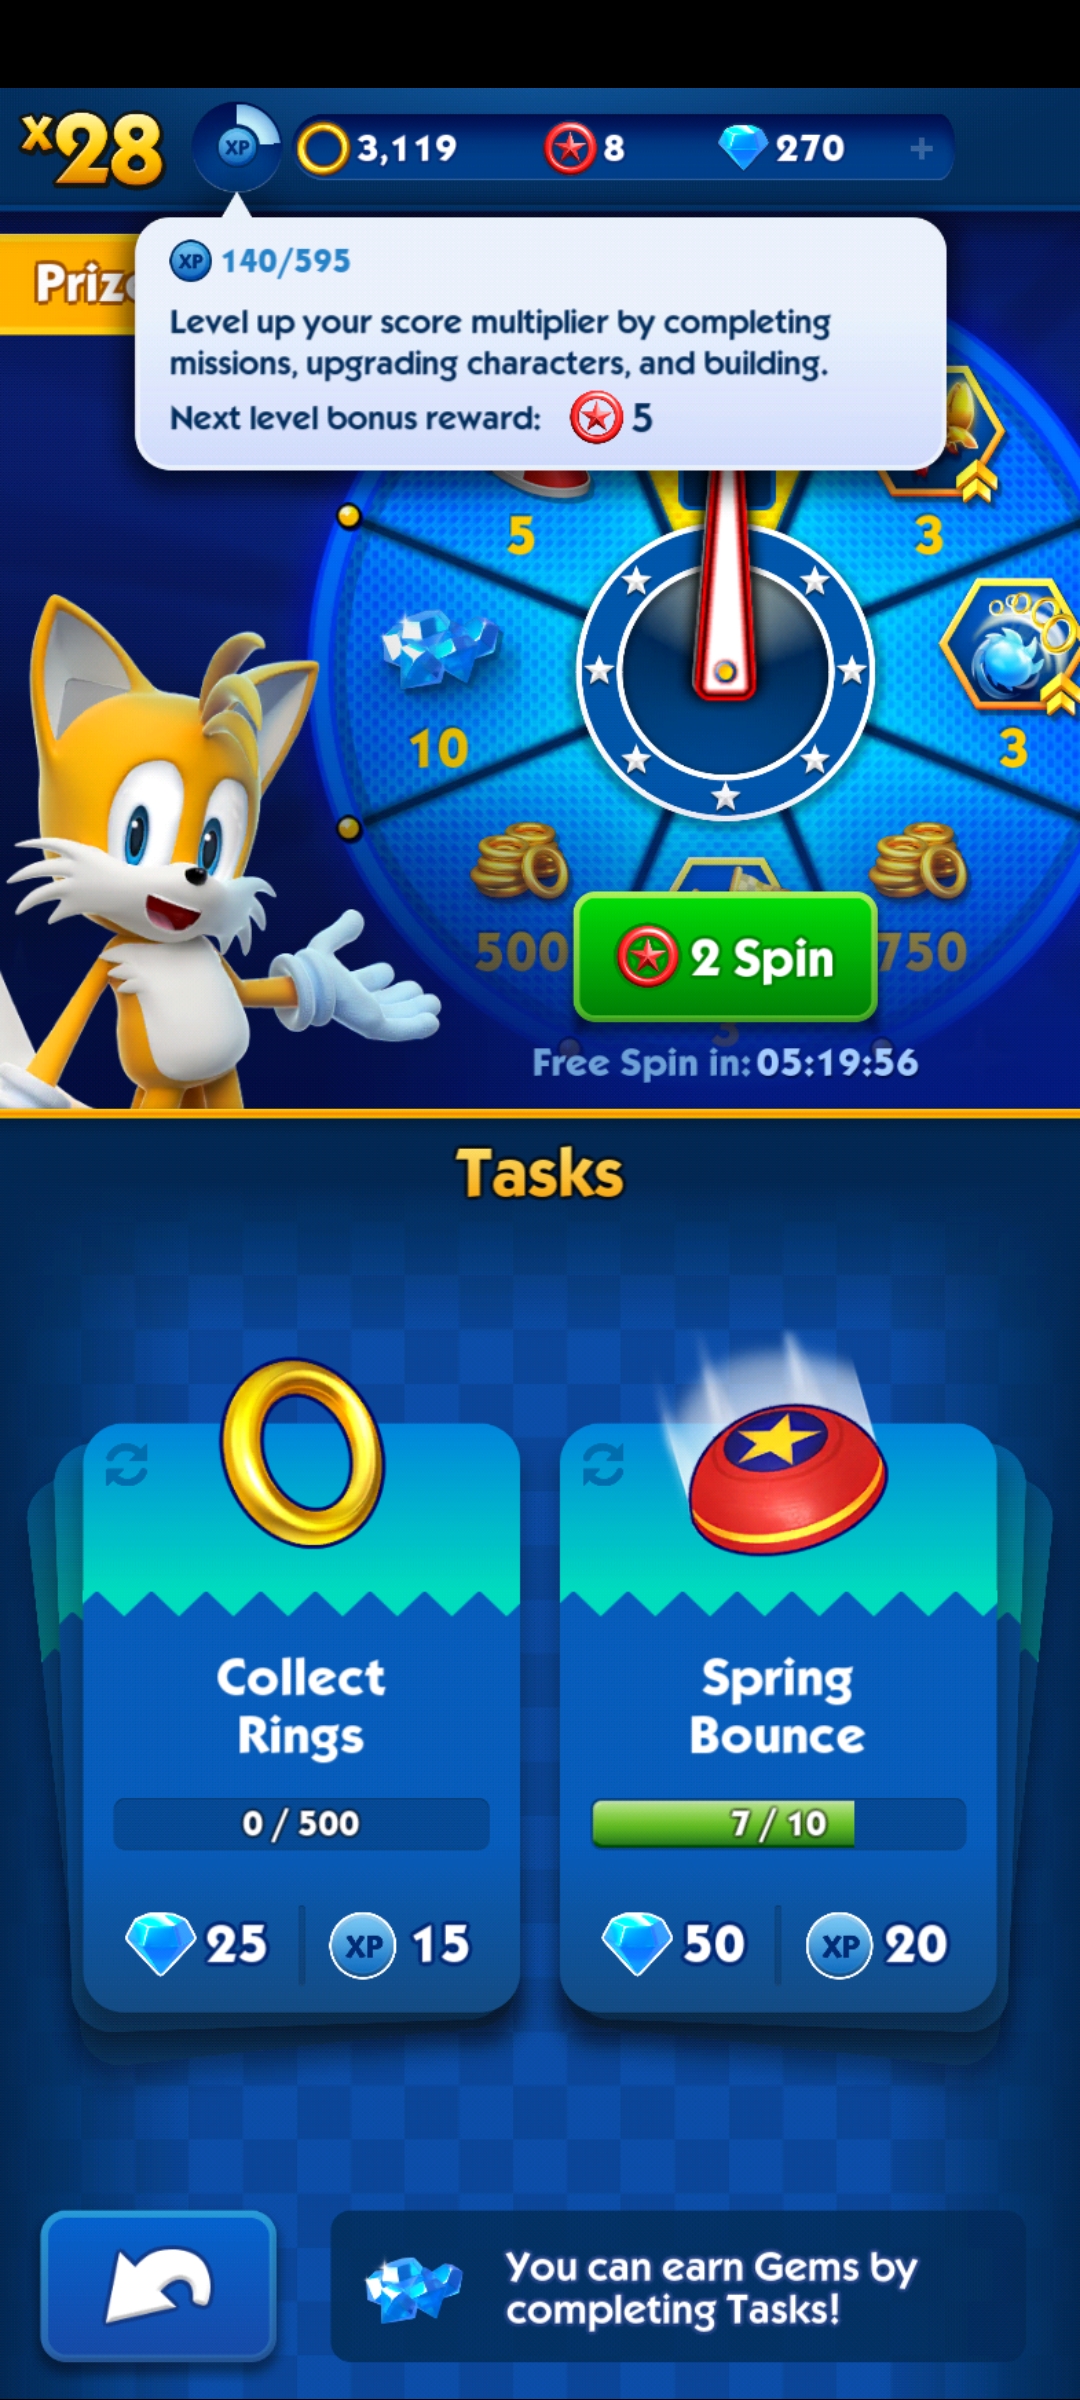 x28
XP
3,119
8
270
+
XP 140/595
Level up your score multiplier by completing
missions, upgrading characters, and building.
Next level bonus reward: 5
5
3
10
3
500
750
2 Spin
3
Free Spin in: 05:19:56
Tasks
Collect
Rings
0 / 500
25
XP 15
Spring
Bounce
7 / 10
50
XP 20
You can earn Gems by
completing Tasks!